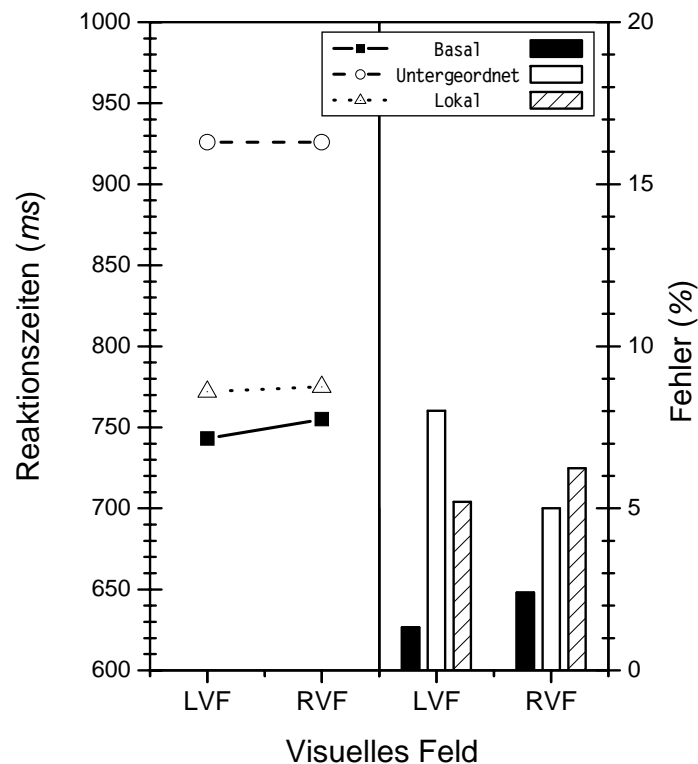 1000
950
900
850
800
750
700
650
600
Reaktionszeiten (ms)
Basal
Untergeordnet
Lokal
20
15
10
5
0
Fehler (%)
LVF RVF LVF RVF
Visuelles Feld